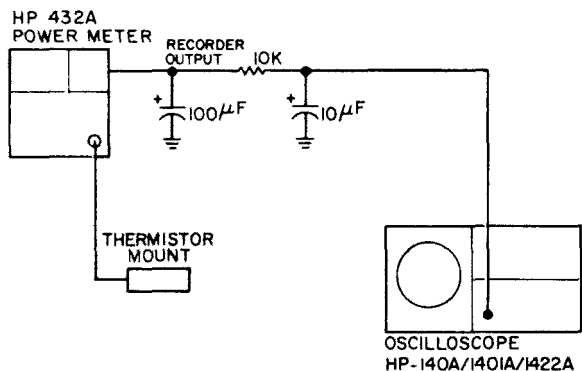 HP 432A
POWER METER
RECORDER
OUTPUT
10K
+
100μF
+
10μF
THERMISTOR
MOUNT
OSCILLOSCOPE
HP-140A/1401A/1422A